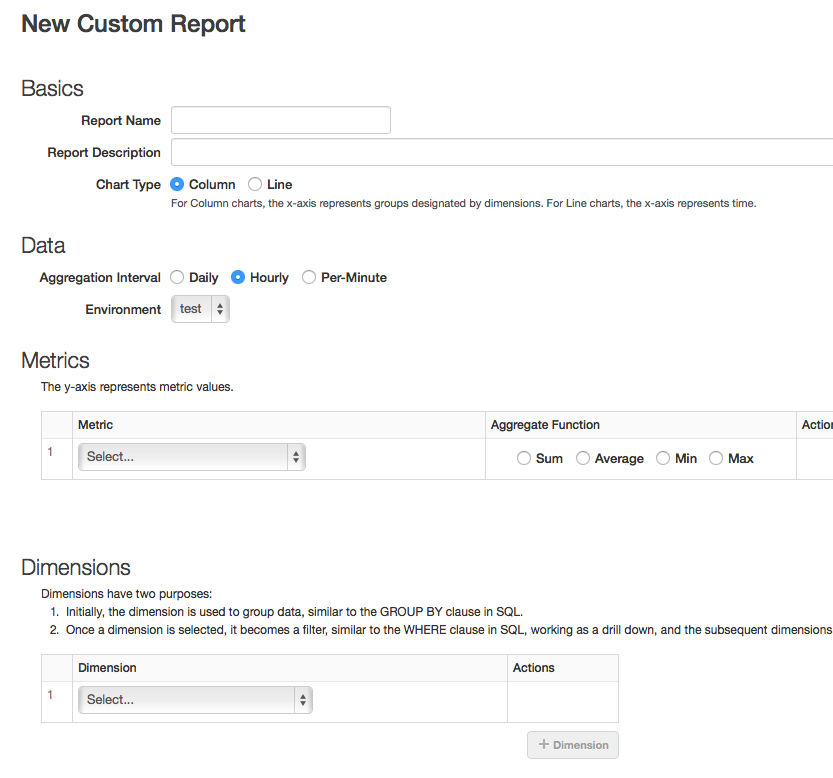 New Custom Report
Basics
Report Name
Report Description
Chart Type Column Line
For Column charts, the x-axis represents groups designated by dimensions. For Line charts, the x-axis represents time.
Data
Aggregation Interval Daily Hourly Per-Minute
Environment test
Metrics
The y-axis represents metric values.
Metric Aggregate Function Action
1 Select... Sum Average Min Max
Dimensions
Dimensions have two purposes:
1. Initially, the dimension is used to group data, similar to the GROUP BY clause in SQL.
2. Once a dimension is selected, it becomes a filter, similar to the WHERE clause in SQL, working as a drill down, and the subsequent dimensions
Dimension Actions
1 Select...
+ Dimension